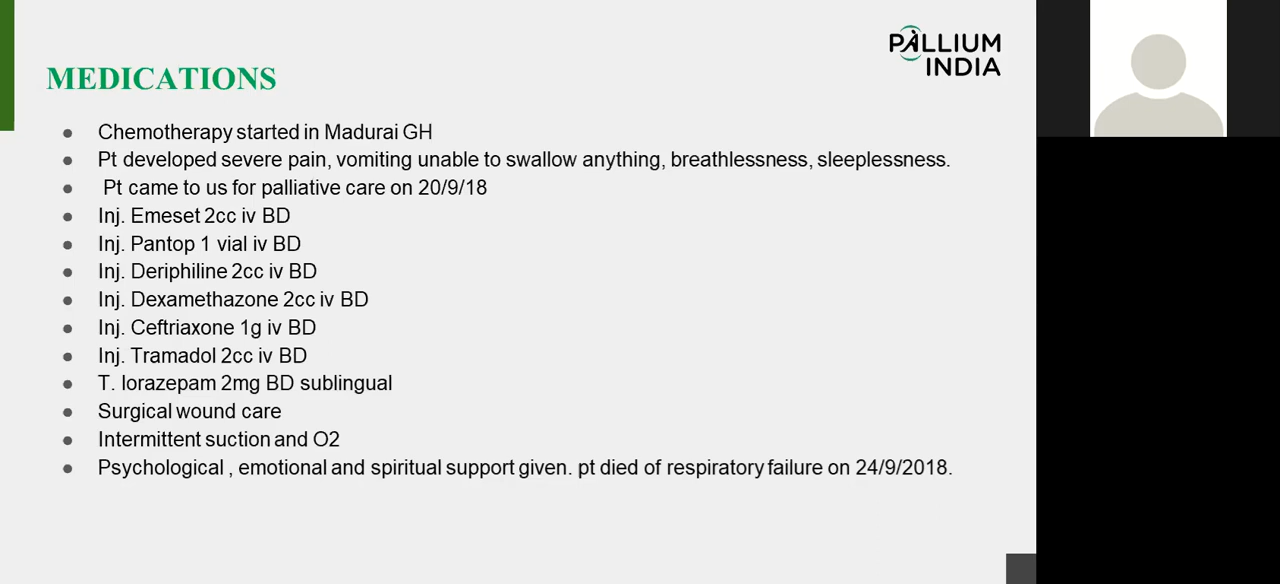 PALLIUM
INDIA
MEDICATIONS
● Chemotherapy started in Madurai GH
● Pt developed severe pain, vomiting unable to swallow anything, breathlessness, sleeplessness.
● Pt came to us for palliative care on 20/9/18
● Inj. Emeset 2cc iv BD
● Inj. Pantop 1 vial iv BD
● Inj. Deriphiline 2cc iv BD
● Inj. Dexamethazone 2cc iv BD
● Inj. Ceftriaxone 1g iv BD
● Inj. Tramadol 2cc iv BD
● T. lorazepam 2mg BD sublingual
● Surgical wound care
● Intermittent suction and O2
● Psychological , emotional and spiritual support given. pt died of respiratory failure on 24/9/2018.